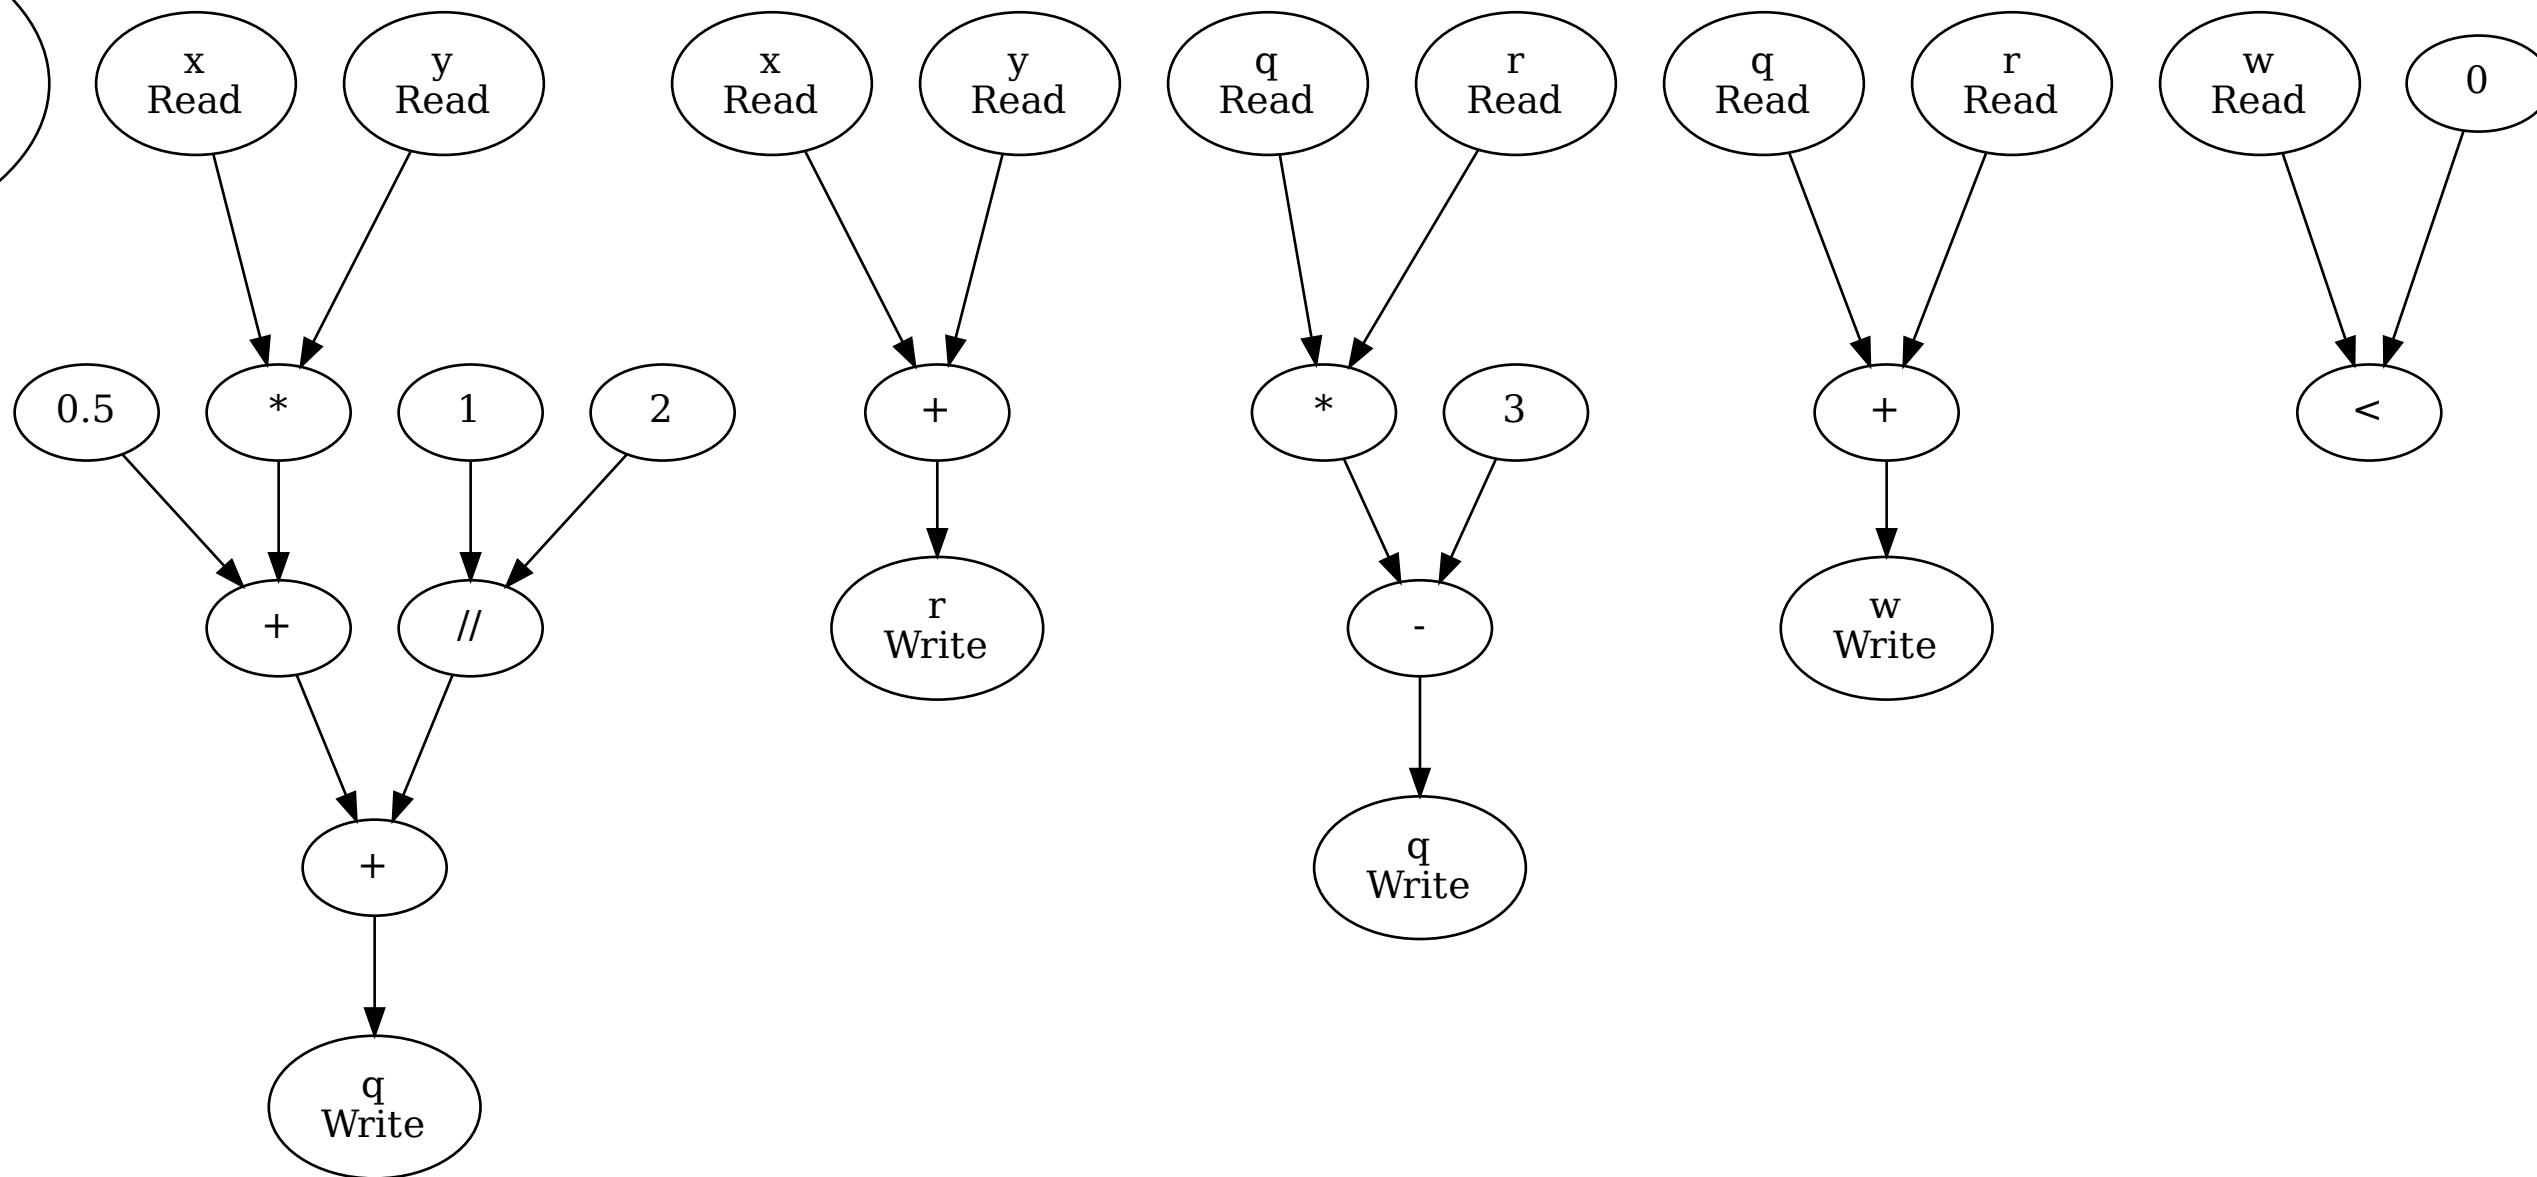 x
Read
y
Read
x
Read
y
Read
q
Read
r
Read
q
Read
r
Read
w
Read
0
0.5
*
1
2
+
*
3
+
<
+
//
r
Write
-
w
Write
+
q
Write
q
Write